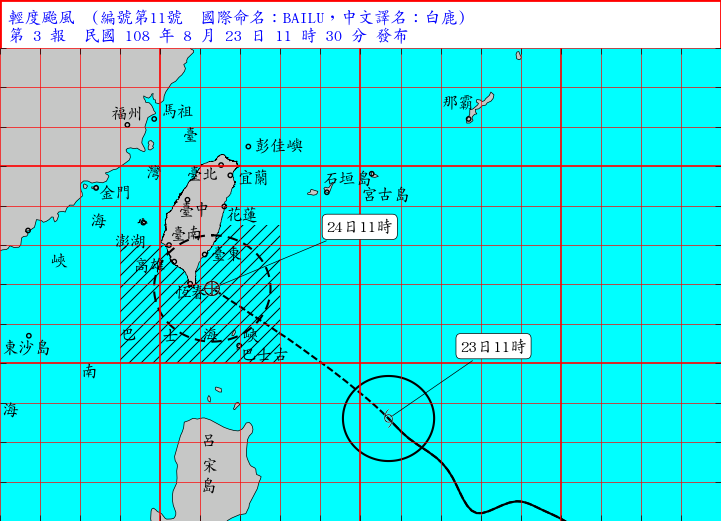 輕度颱風 (編號第11號 國際命名：BAILU，中文譯名：白鹿)
第 3 報 民國 108 年 8 月 23 日 11 時 30 分 發布
那霸
福州
馬祖
臺
彭佳嶼
灣
臺北
宜蘭
石垣島
宮古島
金門
臺中
花蓮
海
24日11時
臺南
澎湖
臺東
峽
高雄
恆春
巴士海峽
23日11時
東沙島
巴士古
南
海
呂
宋
島